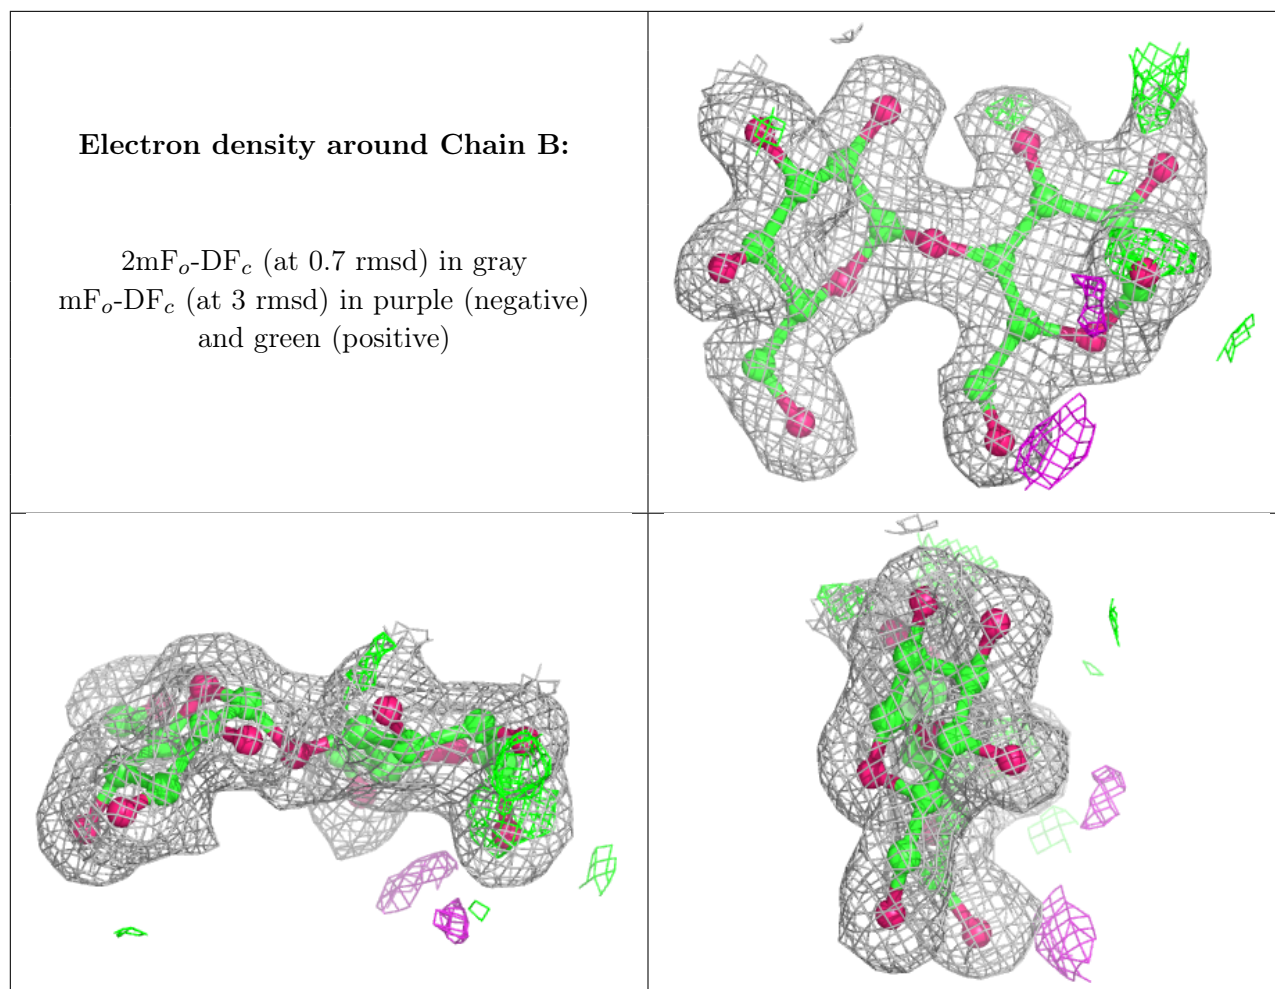 Electron density around Chain B:
2mFo-DFc (at 0.7 rmsd) in gray
mFo-DFc (at 3 rmsd) in purple (negative)
and green (positive)